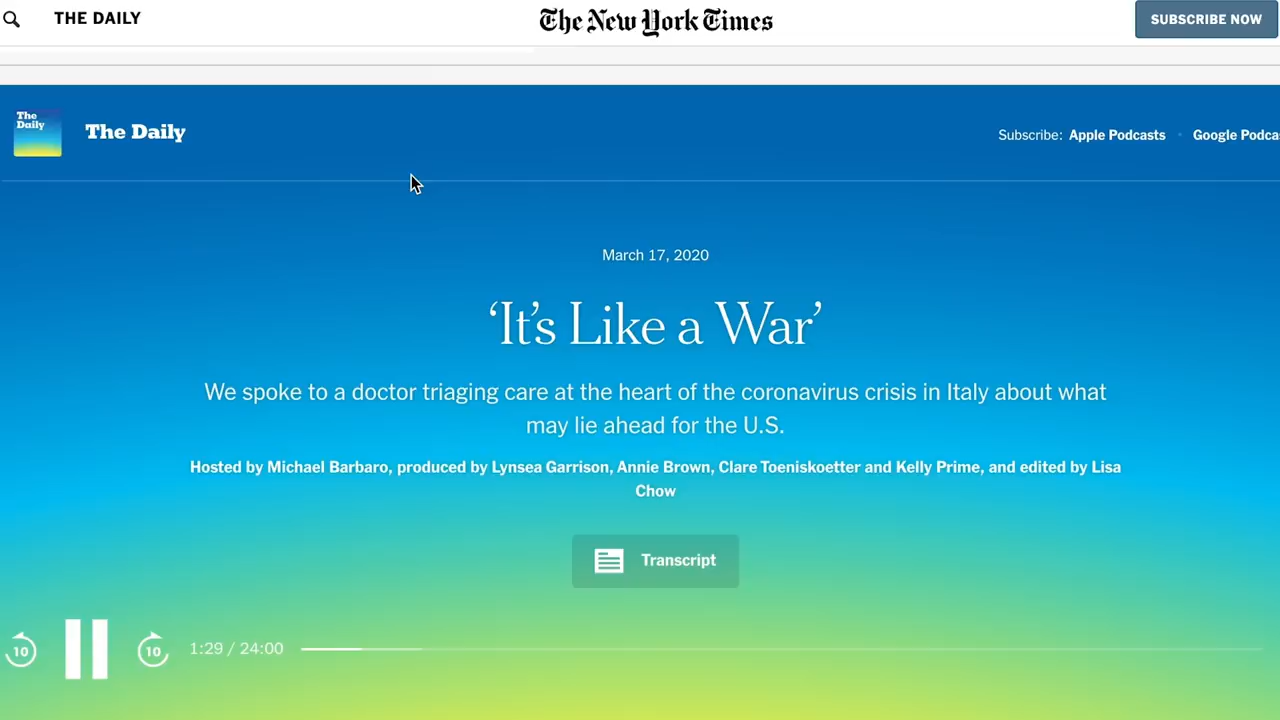 THE DAILY
The New York Times
SUBSCRIBE NOW
The
Daily
The Daily
Subscribe: Apple Podcasts • Google Podca
March 17, 2020
‘It’s Like a War’
We spoke to a doctor triaging care at the heart of the coronavirus crisis in Italy about what
may lie ahead for the U.S.
Hosted by Michael Barbaro, produced by Lynsea Garrison, Annie Brown, Clare Toeniskoetter and Kelly Prime, and edited by Lisa
Chow
Transcript
10
10
1:29 / 24:00